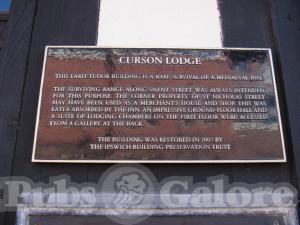 CURSON LODGE
THIS EARLY TUDOR BUILDING IS A RARE SURVIVAL OF A MEDIAEVAL INN.
THE SURVIVING RANGE ALONG SILENT STREET WAS ALWAYS INTENDED
FOR THIS PURPOSE. THE CORNER PROPERTY OF ST NICHOLAS STREET
MAY HAVE BEEN USED AS A MERCHANT'S HOUSE AND SHOP. THIS WAS
LATER ABSORBED BY THE INN. AN IMPRESSIVE GROUND-FLOOR HALL AND
A SUITE OF LODGING CHAMBERS ON THE FIRST FLOOR WERE ACCESSED
FROM A GALLERY AT THE BACK.
THE BUILDING WAS RESTORED IN 2007 BY
THE IPSWICH BUILDING PRESERVATION TRUST
Pubs Galore